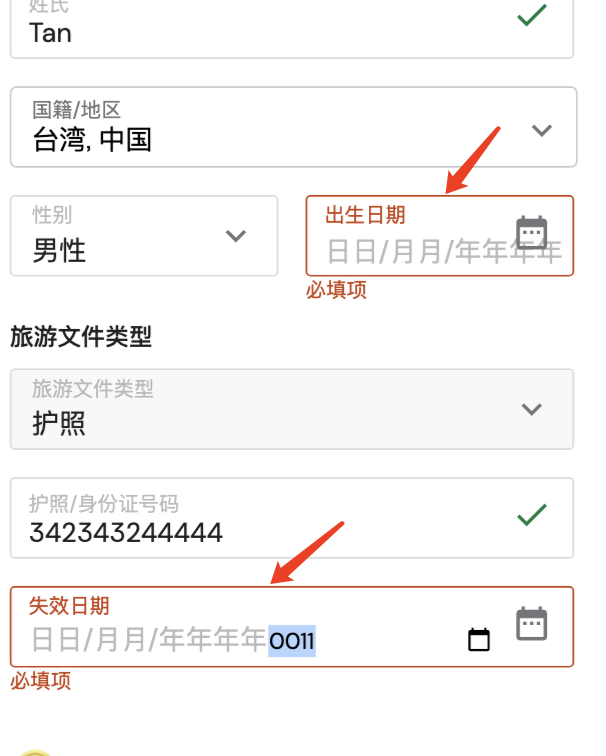 姓氏
Tan
国籍/地区
台湾, 中国
性别
男性
出生日期
日日/月月/年年年年
必填项
旅游文件类型
旅游文件类型
护照
护照/身份证号码
342343244444
失效日期
日日/月月/年年年年0011
必填项